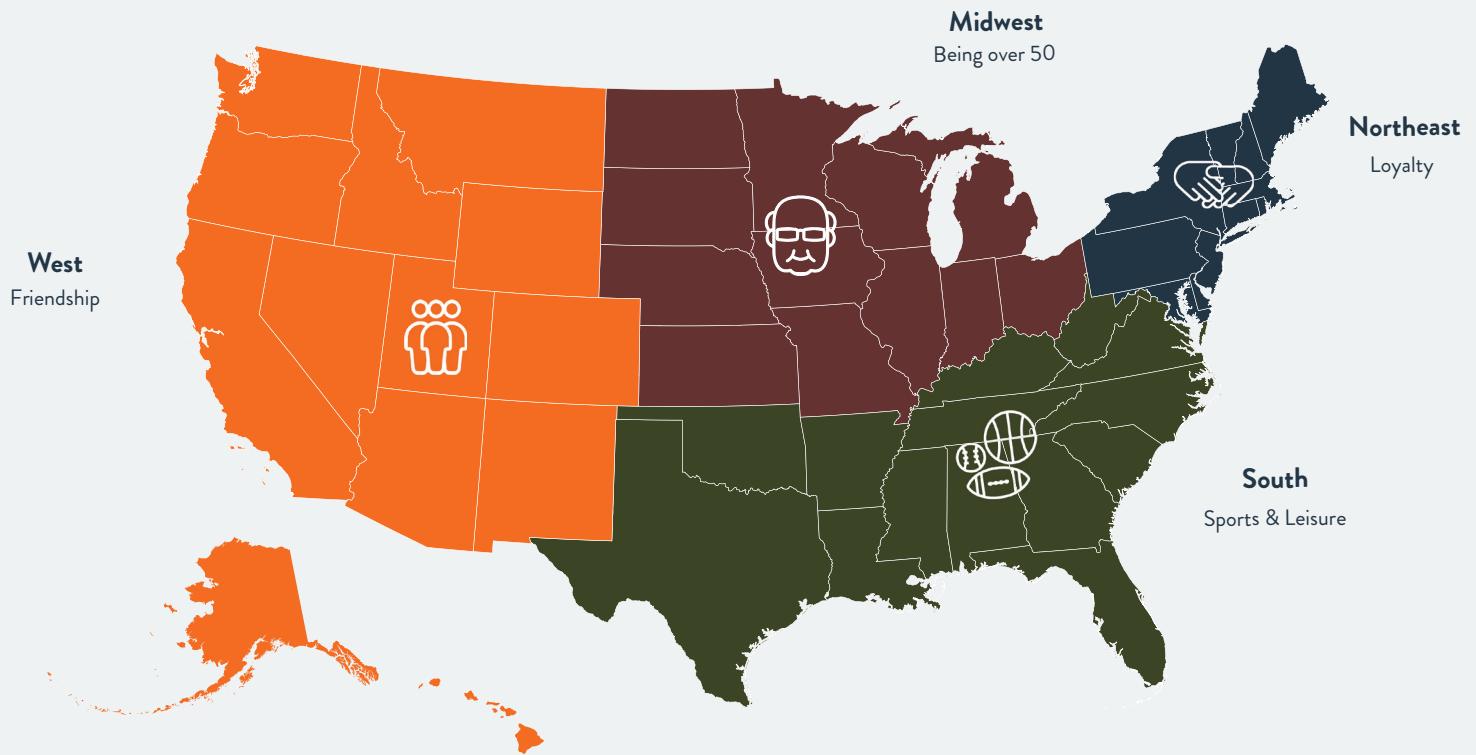 Midwest
Being over 50
Northeast
Loyalty
West
Friendship
South
Sports & Leisure